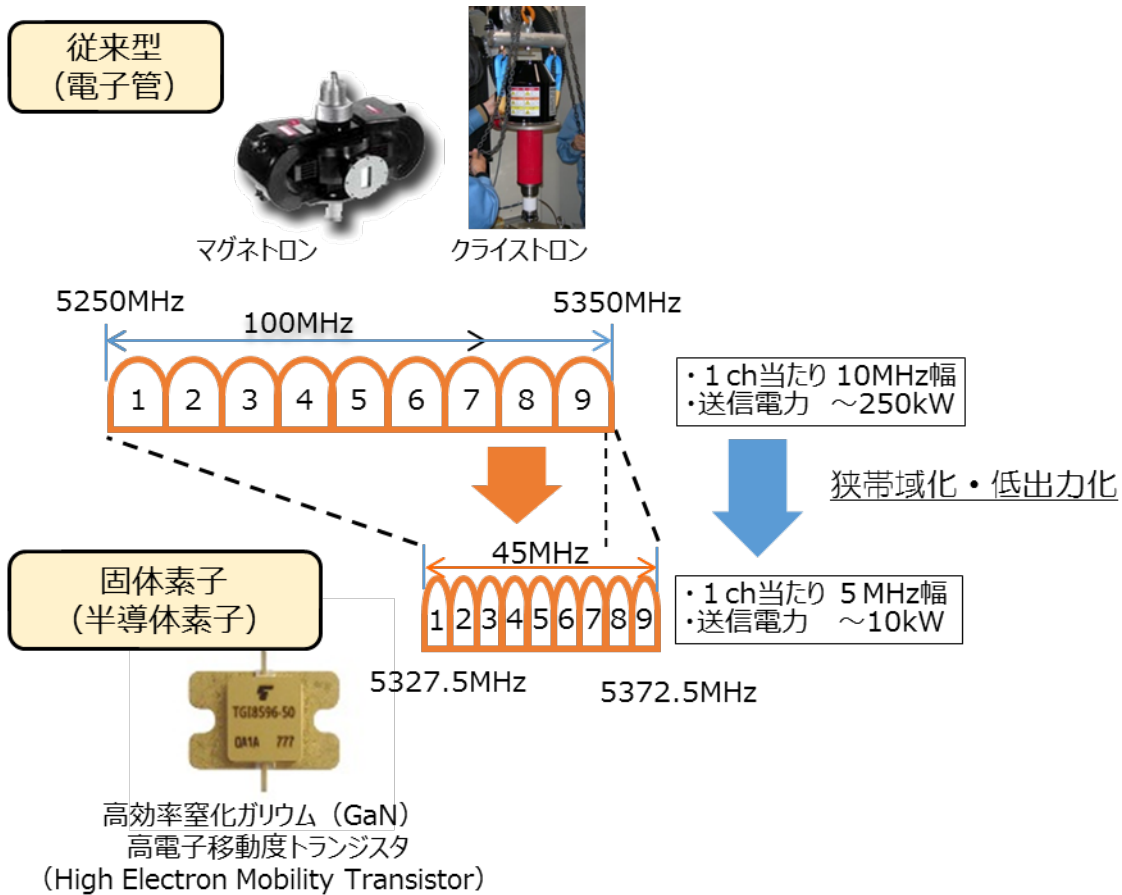 従来型
（電子管）
マグネトロン
クライストロン
5250MHz
5350MHz
100MHz
1 2 3 4 5 6 7 8 9
・１ch当たり 10MHz幅
・送信電力　～250kW
狭帯域化・低出力化
45MHz
固体素子
（半導体素子）
1 2 3 4 5 6 7 8 9
・１ch当たり ５MHz幅
・送信電力　～10kW
5327.5MHz
5372.5MHz
TGI8596-50
QA1A 777
高効率窒化ガリウム（GaN）
高電子移動度トランジスタ
（High Electron Mobility Transistor）